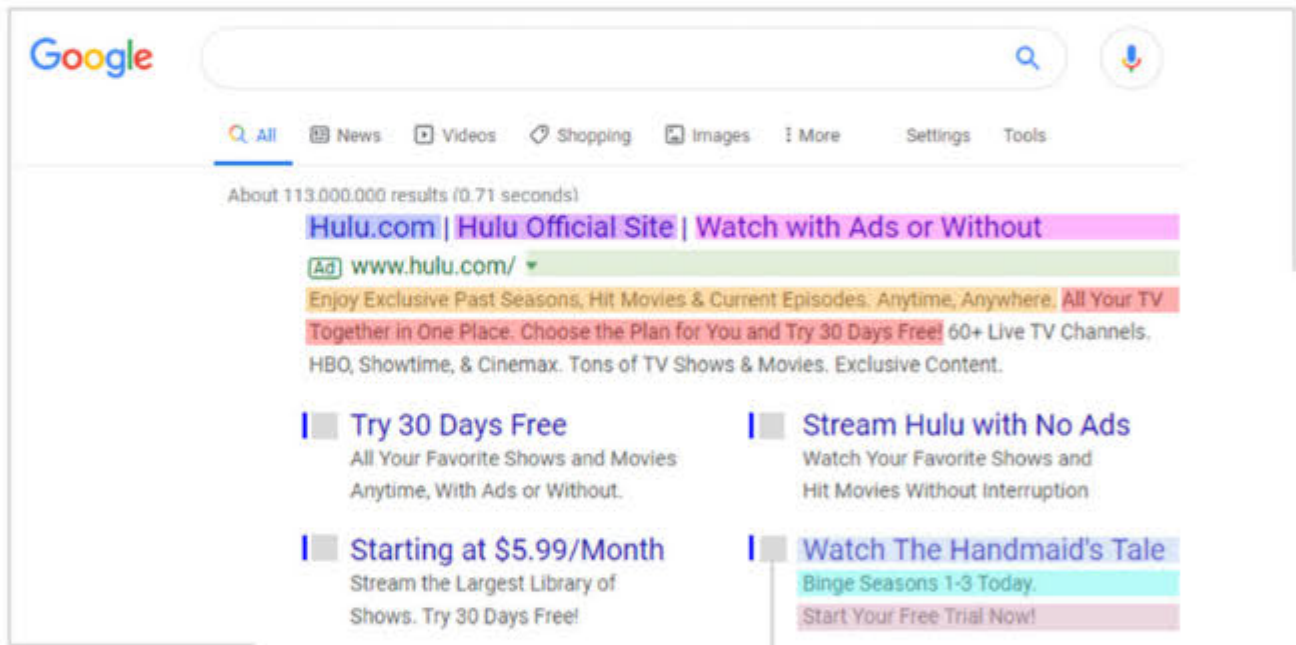 Google
All News Videos Shopping Images More Settings Tools
About 113.000.000 results (0.71 seconds)
Hulu.com | Hulu Official Site | Watch with Ads or Without
Ad www.hulu.com/
Enjoy Exclusive Past Seasons, Hit Movies & Current Episodes. Anytime, Anywhere. All Your TV
Together in One Place. Choose the Plan for You and Try 30 Days Free! 60+ Live TV Channels.
HBO, Showtime, & Cinemax. Tons of TV Shows & Movies. Exclusive Content.
Try 30 Days Free
All Your Favorite Shows and Movies
Anytime, With Ads or Without.
Stream Hulu with No Ads
Watch Your Favorite Shows and
Hit Movies Without Interruption
Starting at $5.99/Month
Stream the Largest Library of
Shows. Try 30 Days Free!
Watch The Handmaid's Tale
Binge Seasons 1-3 Today.
Start Your Free Trial Now!